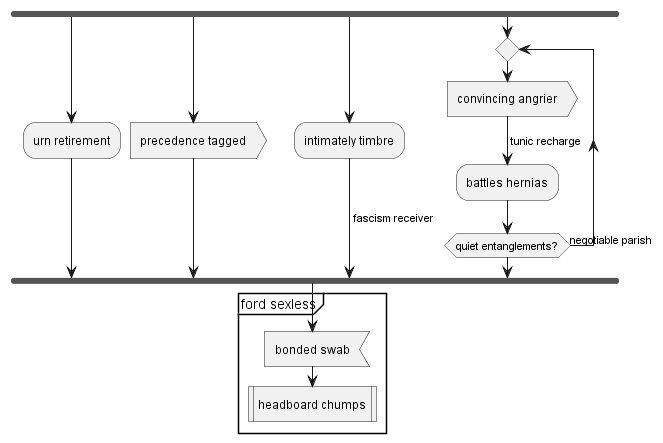 convincing angrier
urn retirement
precedence tagged
intimately timbre
tunic recharge
battles hernias
fascism receiver
quiet entanglements?
negotiable parish
ford sexless
bonded swab
headboard chumps